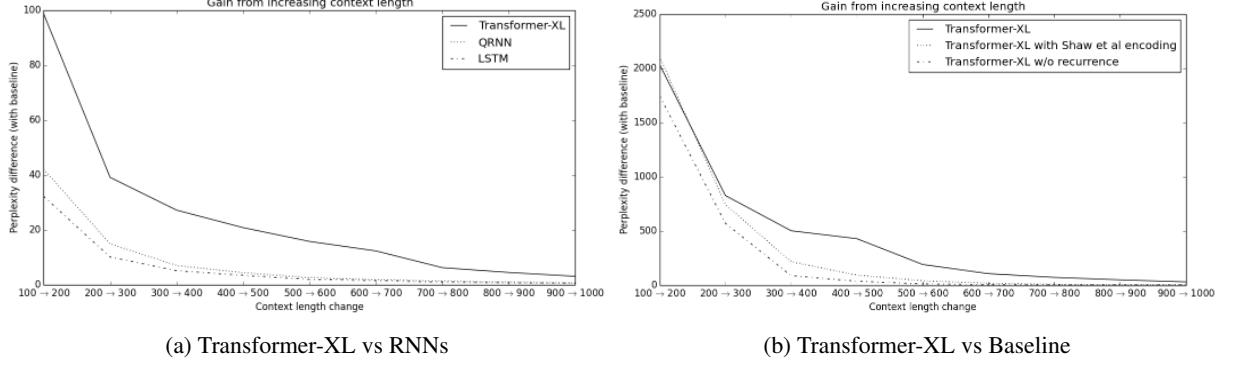 Gain from increasing context length
100
80
60
40
20
0
Perplexity difference (with baseline)
Transformer-XL
QRNN
LSTM
100 → 200 200 → 300 300 → 400 400 → 500 500 → 600 600 → 700 700 → 800 800 → 900 900 → 1000
Context length change
(a) Transformer-XL vs RNNs
Gain from increasing context length
2500
2000
1500
1000
500
0
Perplexity difference (with baseline)
Transformer-XL
Transformer-XL with Shaw et al encoding
Transformer-XL w/o recurrence
100 → 200 200 → 300 300 → 400 400 → 500 500 → 600 600 → 700 700 → 800 800 → 900 900 → 1000
Context length change
(b) Transformer-XL vs Baseline